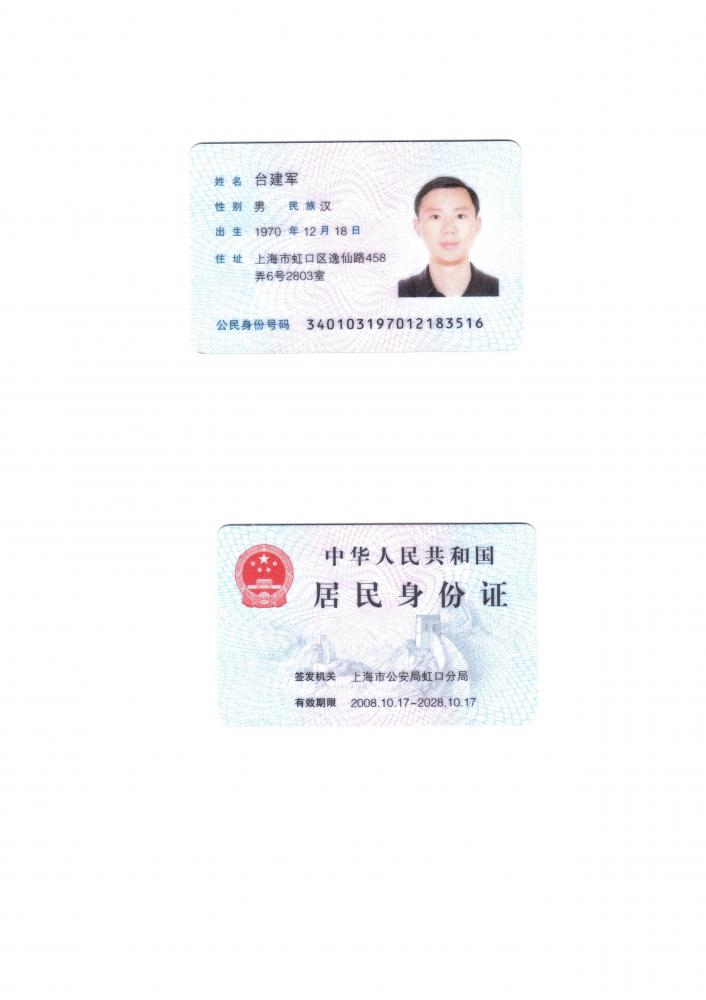 姓名 台建军
性别 男 民族 汉
出生 1970 年 12 月 18 日
住址 上海市虹口区逸仙路458
弄6号2803室
公民身份号码 340103197012183516
中华人民共和国
居民身份证
签发机关 上海市公安局虹口分局
有效期限 2008.10.17-2028.10.17